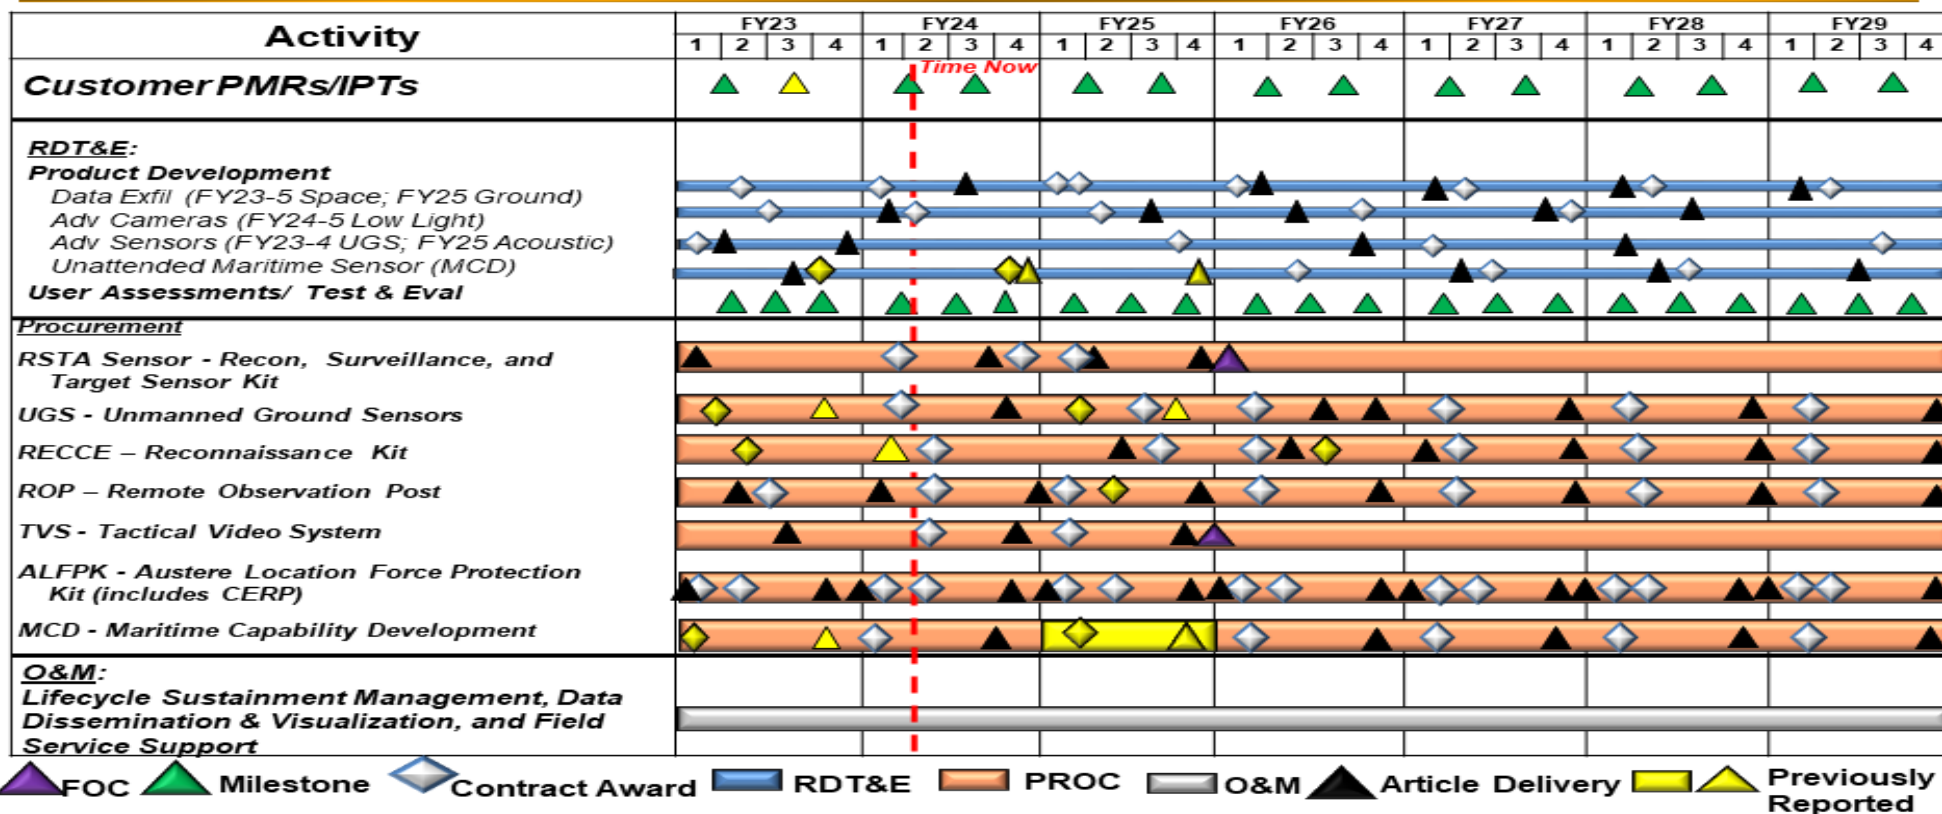 Activity
FY23 FY24 FY25 FY26 FY27 FY28 FY29
1 2 3 4 1 2 3 4 1 2 3 4 1 2 3 4 1 2 3 4 1 2 3 4 1 2 3 4
Time Now
Customer PMRs/IPTs
RDT&E:
Product Development
Data Exfil (FY23-5 Space; FY25 Ground)
Adv Cameras (FY24-5 Low Light)
Adv Sensors (FY23-4 UGS; FY25 Acoustic)
Unattended Maritime Sensor (MCD)
User Assessments/ Test & Eval
Procurement
RSTA Sensor - Recon, Surveillance, and
Target Sensor Kit
UGS - Unmanned Ground Sensors
RECCE – Reconnaissance Kit
ROP – Remote Observation Post
TVS - Tactical Video System
ALFPK - Austere Location Force Protection
Kit (includes CERP)
MCD - Maritime Capability Development
O&M:
Lifecycle Sustainment Management, Data
Dissemination & Visualization, and Field
Service Support
FOC Milestone Contract Award RDT&E PROC O&M Article Delivery Previously
Reported